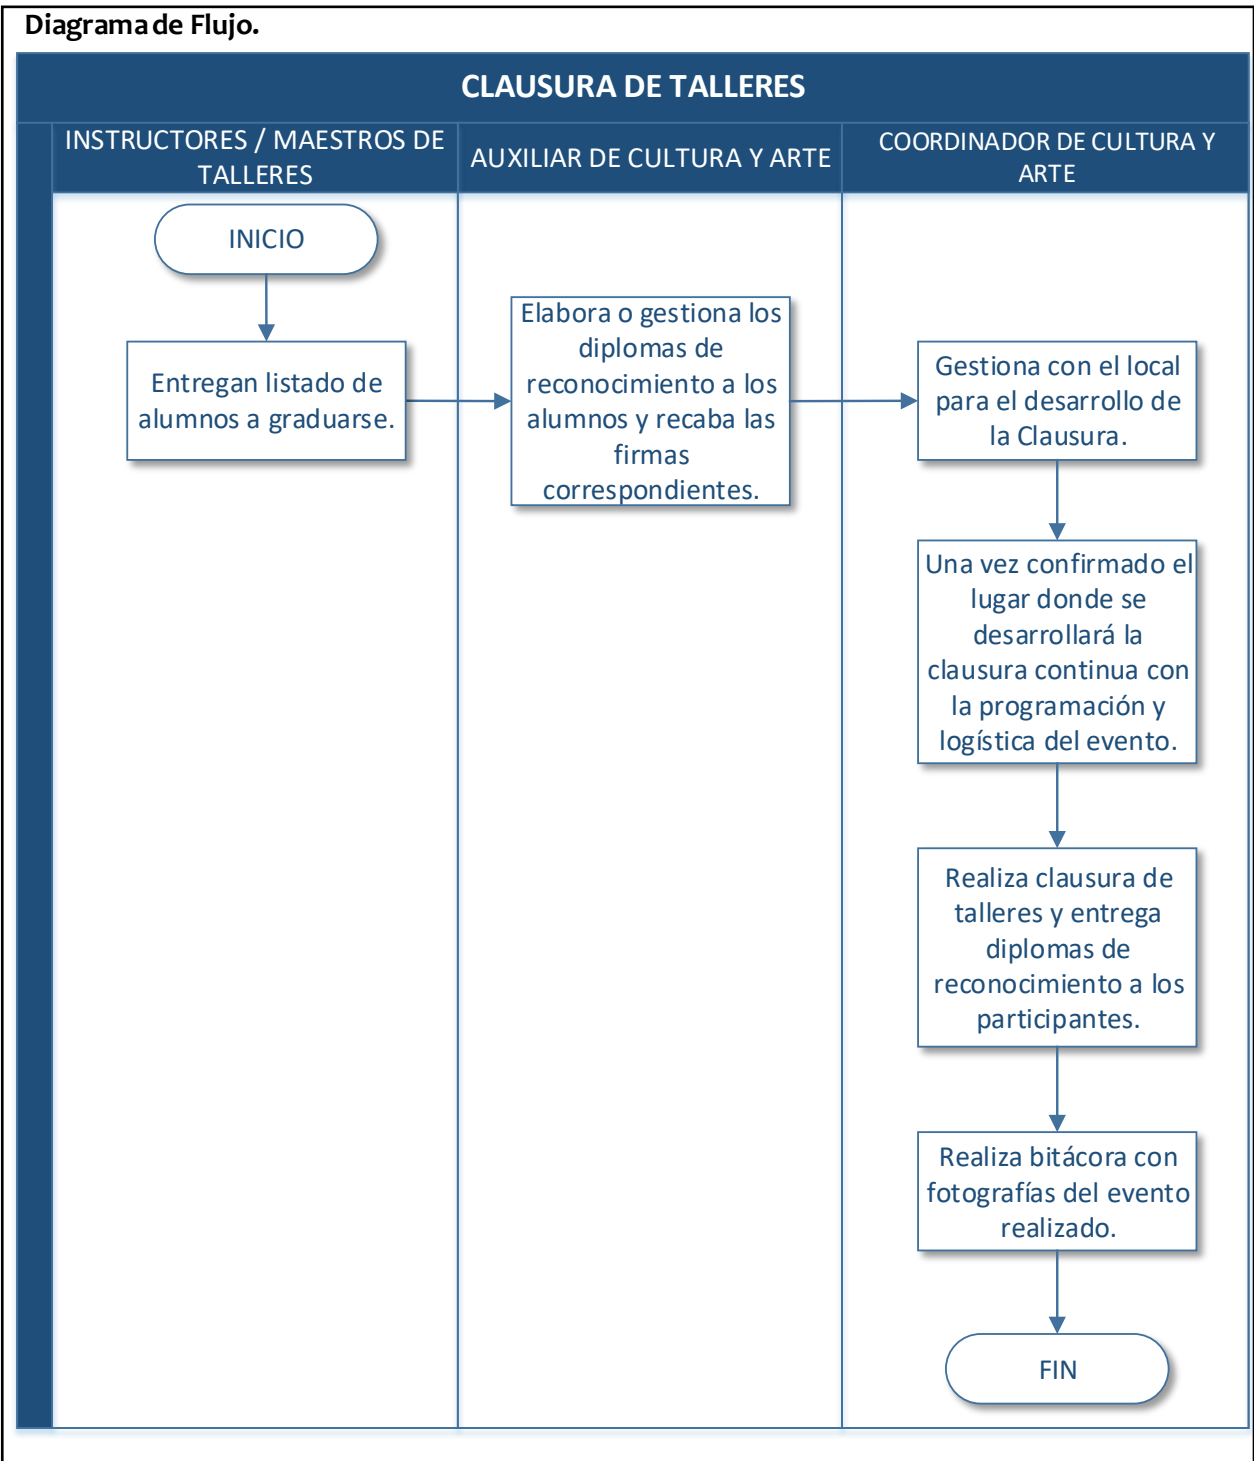 Diagrama de Flujo.
CLAUSURA DE TALLERES
INSTRUCTORES / MAESTROS DE
TALLERES
AUXILIAR DE CULTURA Y ARTE
COORDINADOR DE CULTURA Y
ARTE
INICIO
Entregan listado de
alumnos a graduarse.
Elabora o gestiona los
diplomas de
reconocimiento a los
alumnos y recaba las
firmas
correspondientes.
Gestiona con el local
para el desarrollo de
la Clausura.
Una vez confirmado el
lugar donde se
desarrollará la
clausura continua con
la programación y
logística del evento.
Realiza clausura de
talleres y entrega
diplomas de
reconocimiento a los
participantes.
Realiza bitácora con
fotografías del evento
realizado.
FIN